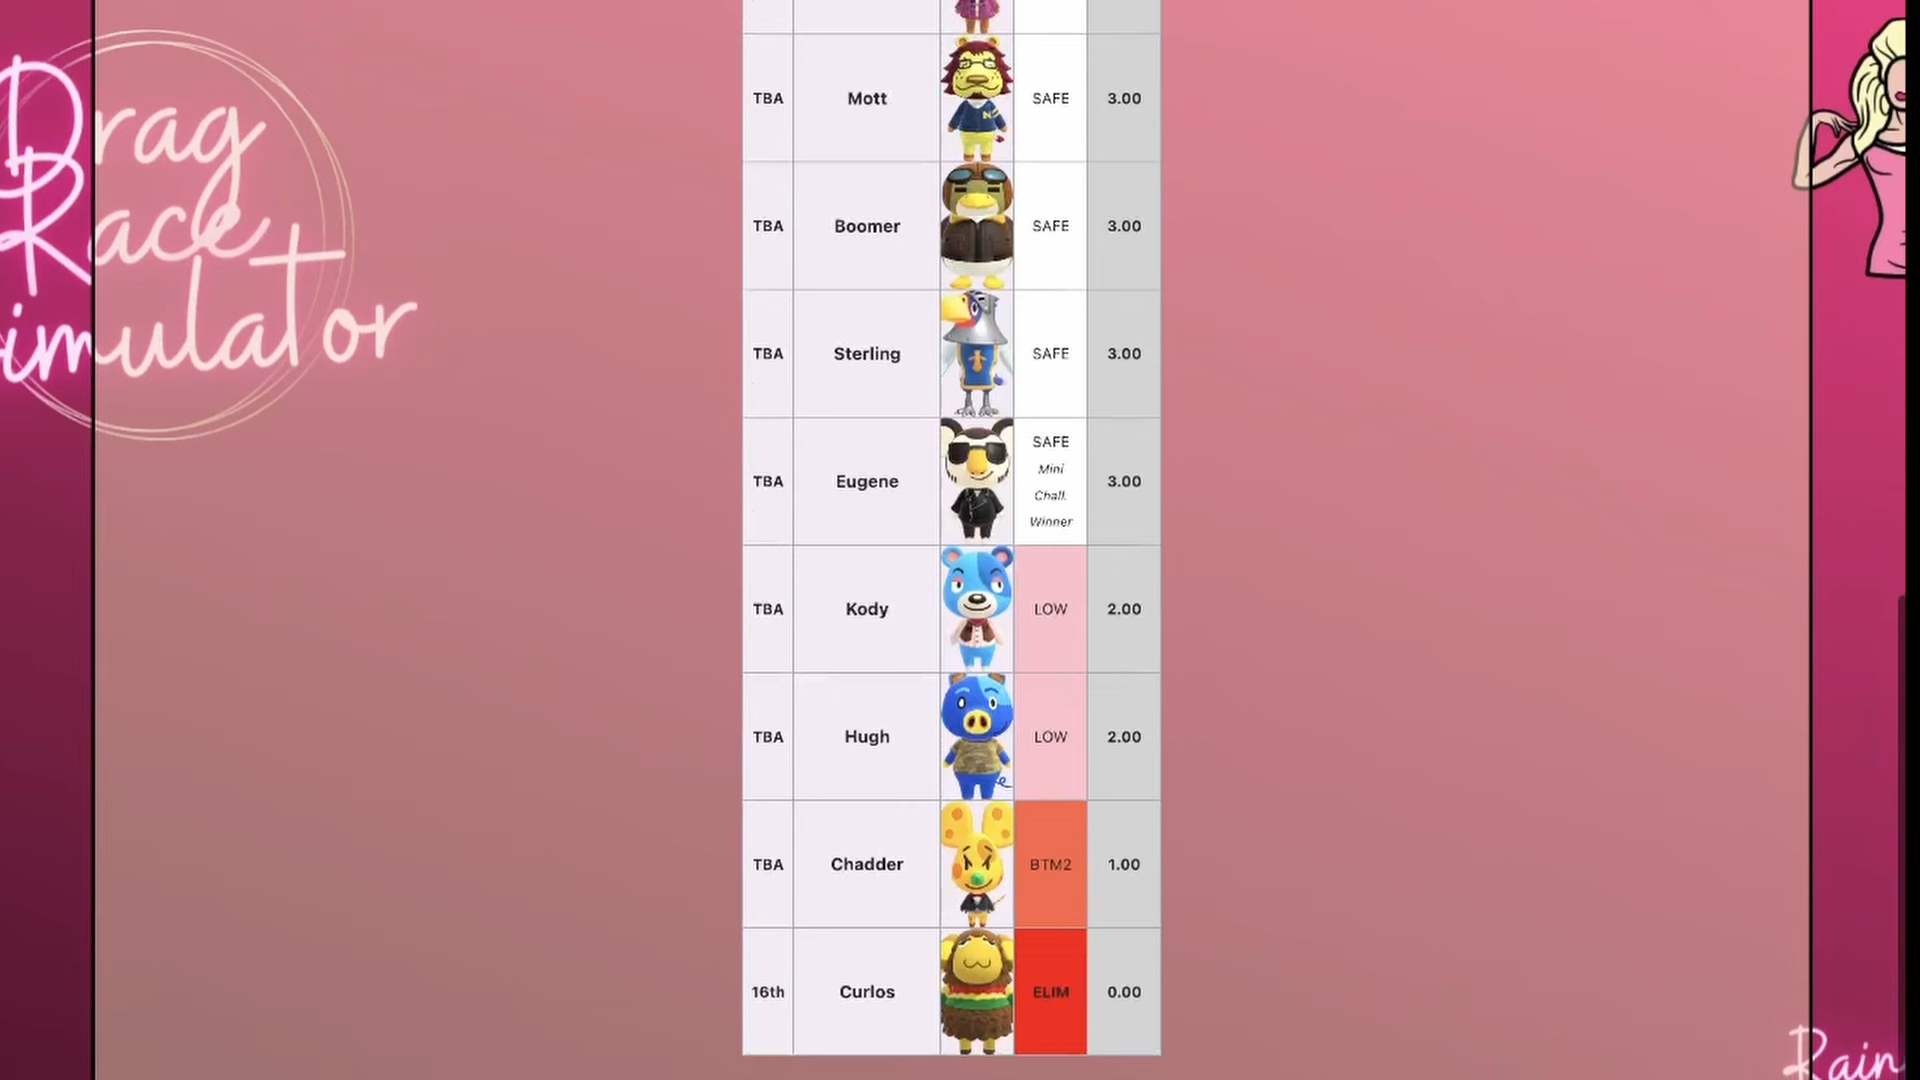 Drag
Race
Simulator
TBA Mott SAFE 3.00
TBA Boomer SAFE 3.00
TBA Sterling SAFE 3.00
TBA Eugene SAFE 3.00
Mini
Chall.
Winner
TBA Kody LOW 2.00
TBA Hugh LOW 2.00
TBA Chadder BTM2 1.00
16th Curlos ELIM 0.00
Rain